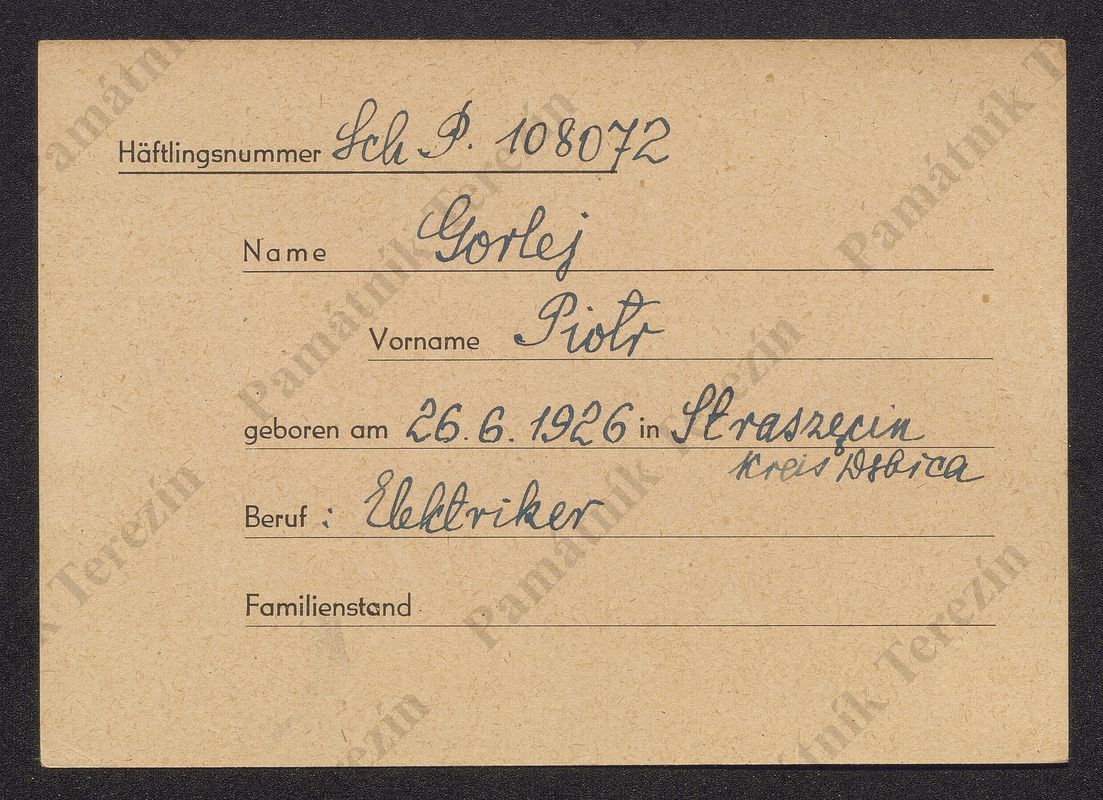 Häftlingsnummer Sch P. 108072
Name Gorlej
Vorname Piotr
geboren am 26.6.1926 in Straszęcin
Kreis Dębica
Beruf : Elektriker
Familienstand
Památník Terezín